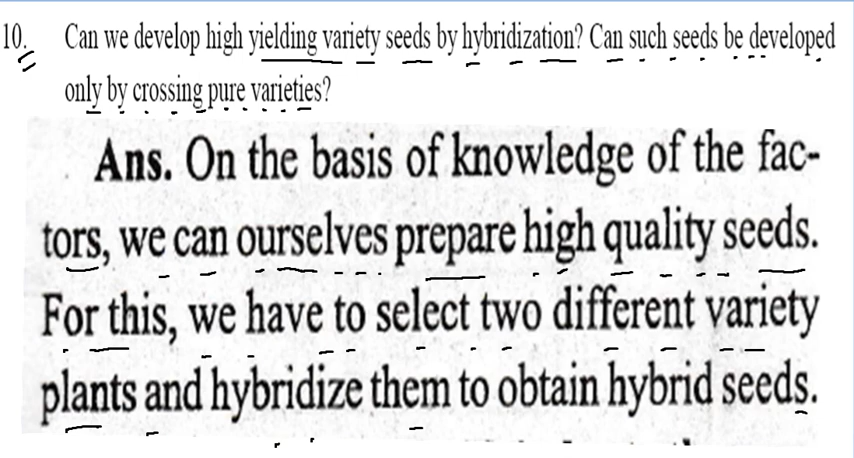 10. Can we develop high yielding variety seeds by hybridization? Can such seeds be developed
only by crossing pure varieties?
Ans. On the basis of knowledge of the fac-
tors, we can ourselves prepare high quality seeds.
For this, we have to select two different variety
plants and hybridize them to obtain hybrid seeds.